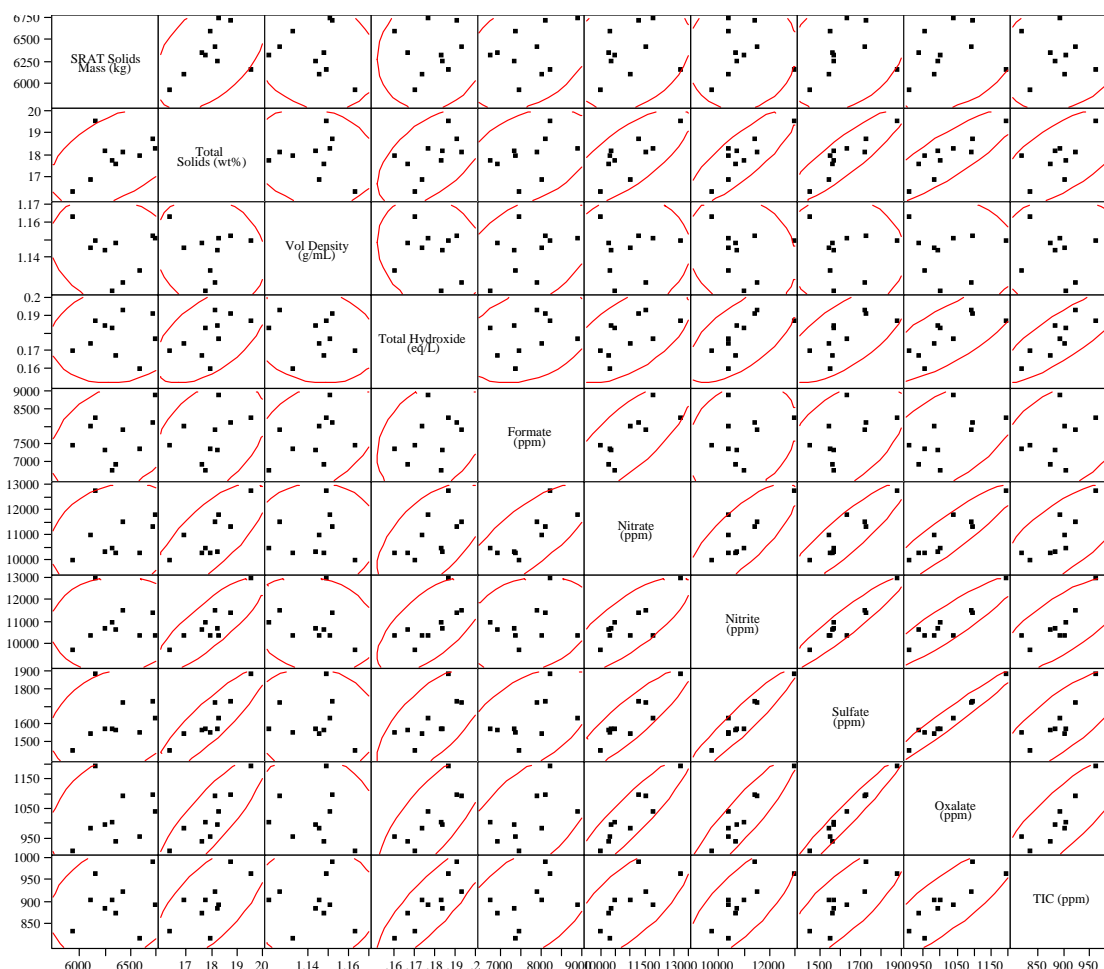 6750
6500
6250
6000
SRAT Solids
Mass (kg)
20
19
18
17
Total
Solids (wt%)
1.17
1.16
1.14
Vol Density
(g/mL)
0.2
0.19
0.17
0.16
Total Hydroxide
(eq/L)
9000
8500
7500
7000
Formate
(ppm)
13000
12000
11000
10000
Nitrate
(ppm)
13000
12000
11000
10000
Nitrite
(ppm)
1900
1800
1600
1500
Sulfate
(ppm)
1150
1050
950
Oxalate
(ppm)
1000
950
900
850
TIC (ppm)
6000 6500 17 18 19 20 1.14 1.16 .16 .17 .18 .19 .2 7000 8000 9000 11500 13000 10000 12000 1500 1700 1900 950 1050 1150 850 900 950